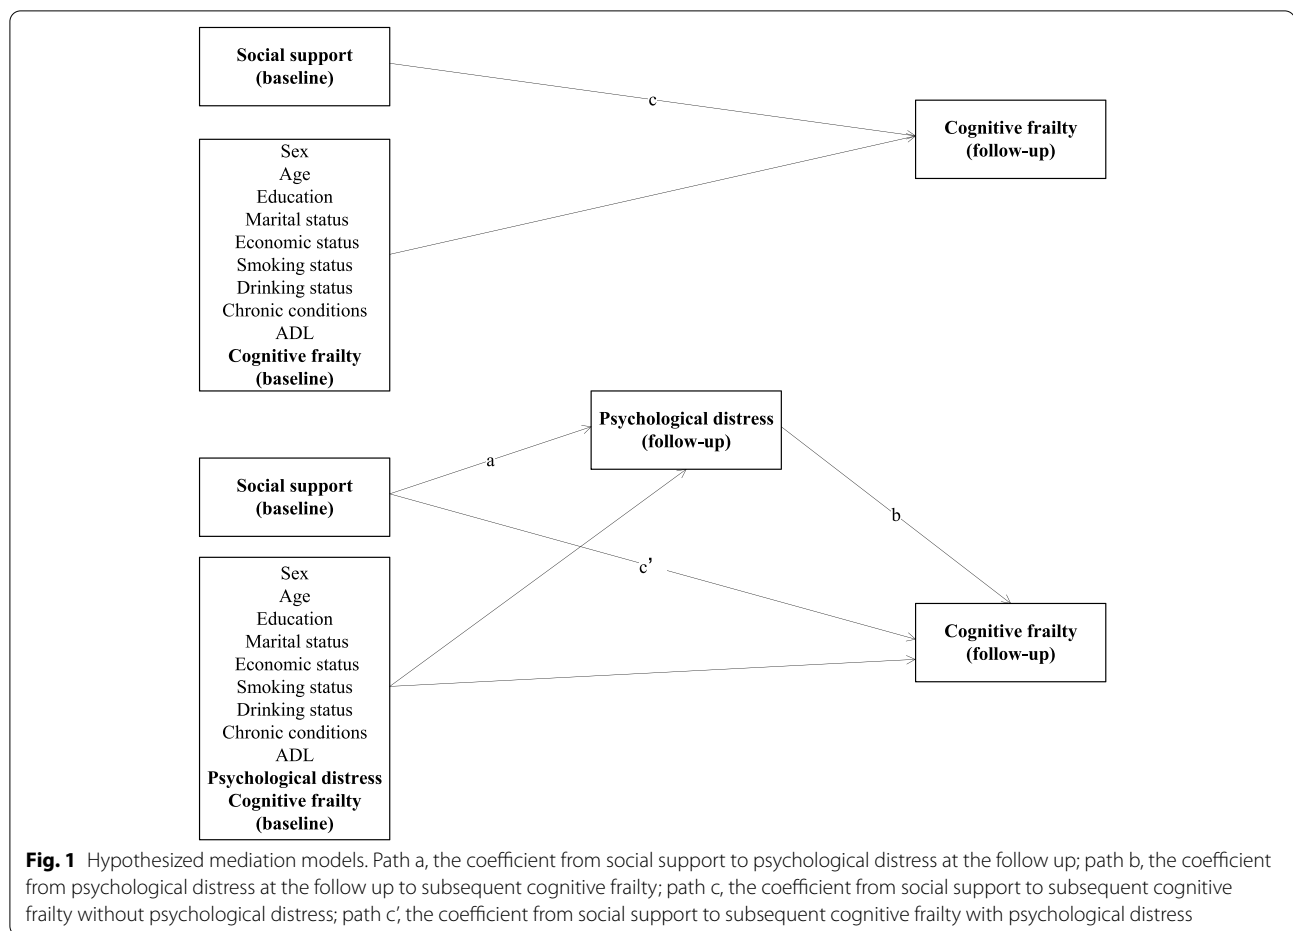 Social support
(baseline)
c
Cognitive frailty
(follow-up)
Sex
Age
Education
Marital status
Economic status
Smoking status
Drinking status
Chronic conditions
ADL
Cognitive frailty
(baseline)
Psychological distress
(follow-up)
a
Social support
(baseline)
b
c’
Sex
Age
Education
Marital status
Economic status
Smoking status
Drinking status
Chronic conditions
ADL
Psychological distress
Cognitive frailty
(baseline)
Cognitive frailty
(follow-up)
Fig. 1 Hypothesized mediation models. Path a, the coefficient from social support to psychological distress at the follow up; path b, the coefficient
from psychological distress at the follow up to subsequent cognitive frailty; path c, the coefficient from social support to subsequent cognitive
frailty without psychological distress; path c’, the coefficient from social support to subsequent cognitive frailty with psychological distress